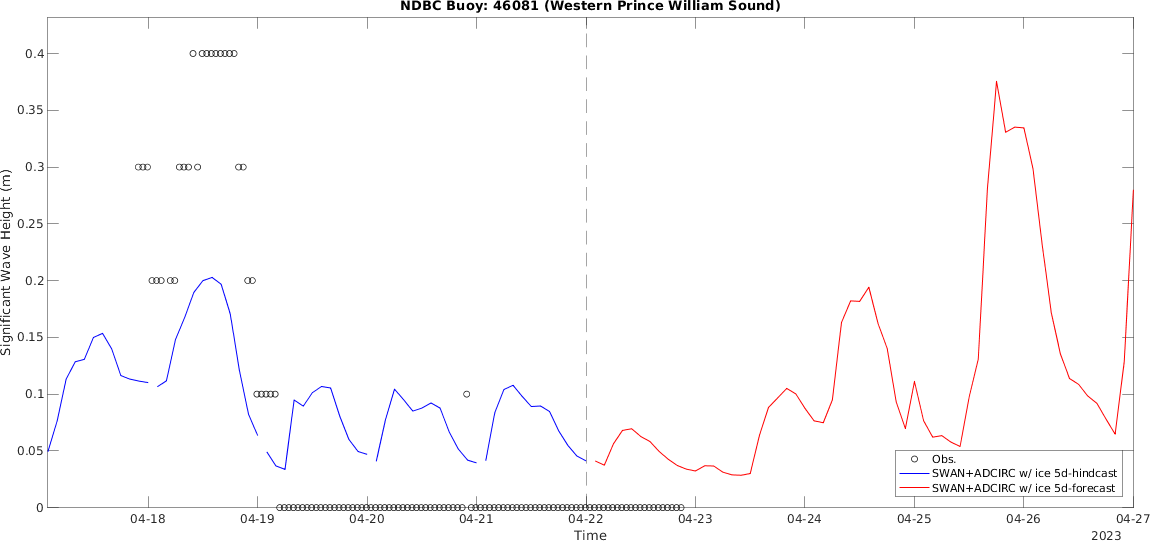 NDBC Buoy: 46081 (Western Prince William Sound)
Significant Wave Height (m)
0.4
0.35
0.3
0.25
0.2
0.15
0.1
0.05
0
04-18 04-19 04-20 04-21 04-22 04-23 04-24 04-25 04-26 04-27
Time
2023
Obs.
SWAN+ADCIRC w/ ice 5d-hindcast
SWAN+ADCIRC w/ ice 5d-forecast